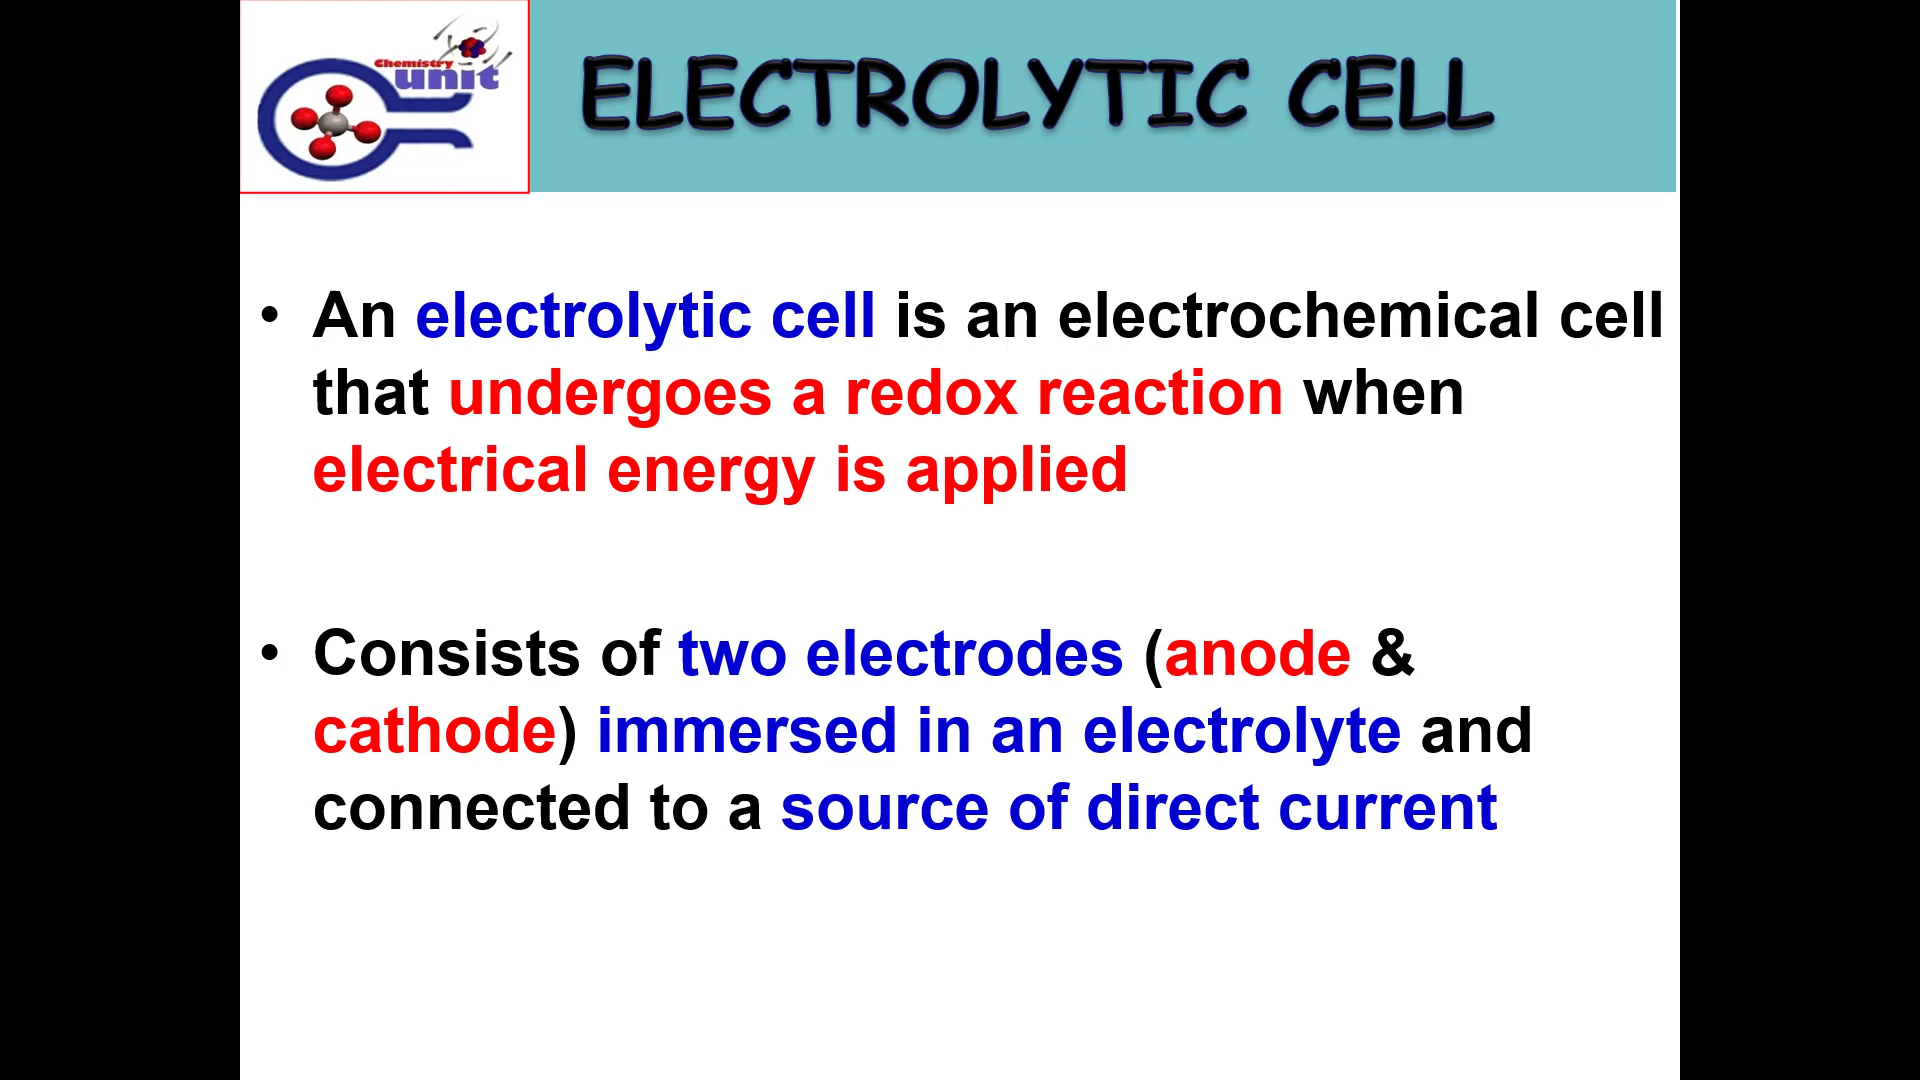 Chemistry
unit
ELECTROLYTIC CELL
• An electrolytic cell is an electrochemical cell
that undergoes a redox reaction when
electrical energy is applied
• Consists of two electrodes (anode &
cathode) immersed in an electrolyte and
connected to a source of direct current